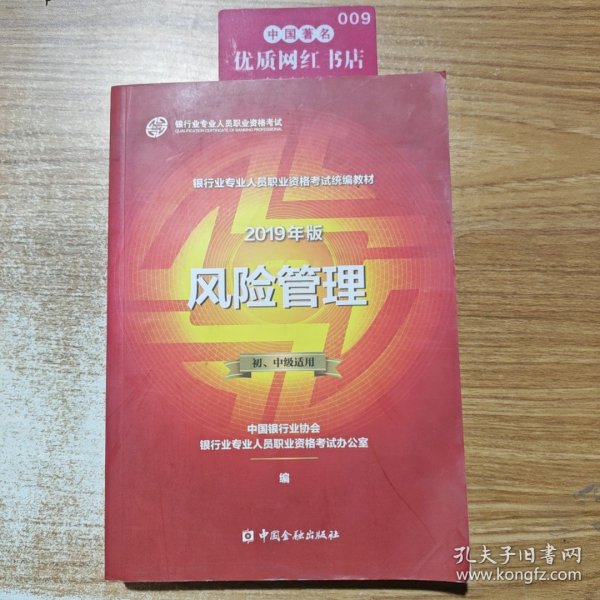 009
中国著名
优质网红书店
银行业专业人员职业资格考试
QUALIFICATION CERTIFICATE OF BANKING PROFESSIONAL
银行业专业人员职业资格考试统编教材
2019年版
风险管理
初、中级适用
中国银行业协会
银行业专业人员职业资格考试办公室
编
中国金融出版社
孔夫子旧书网
www.kongfz.com